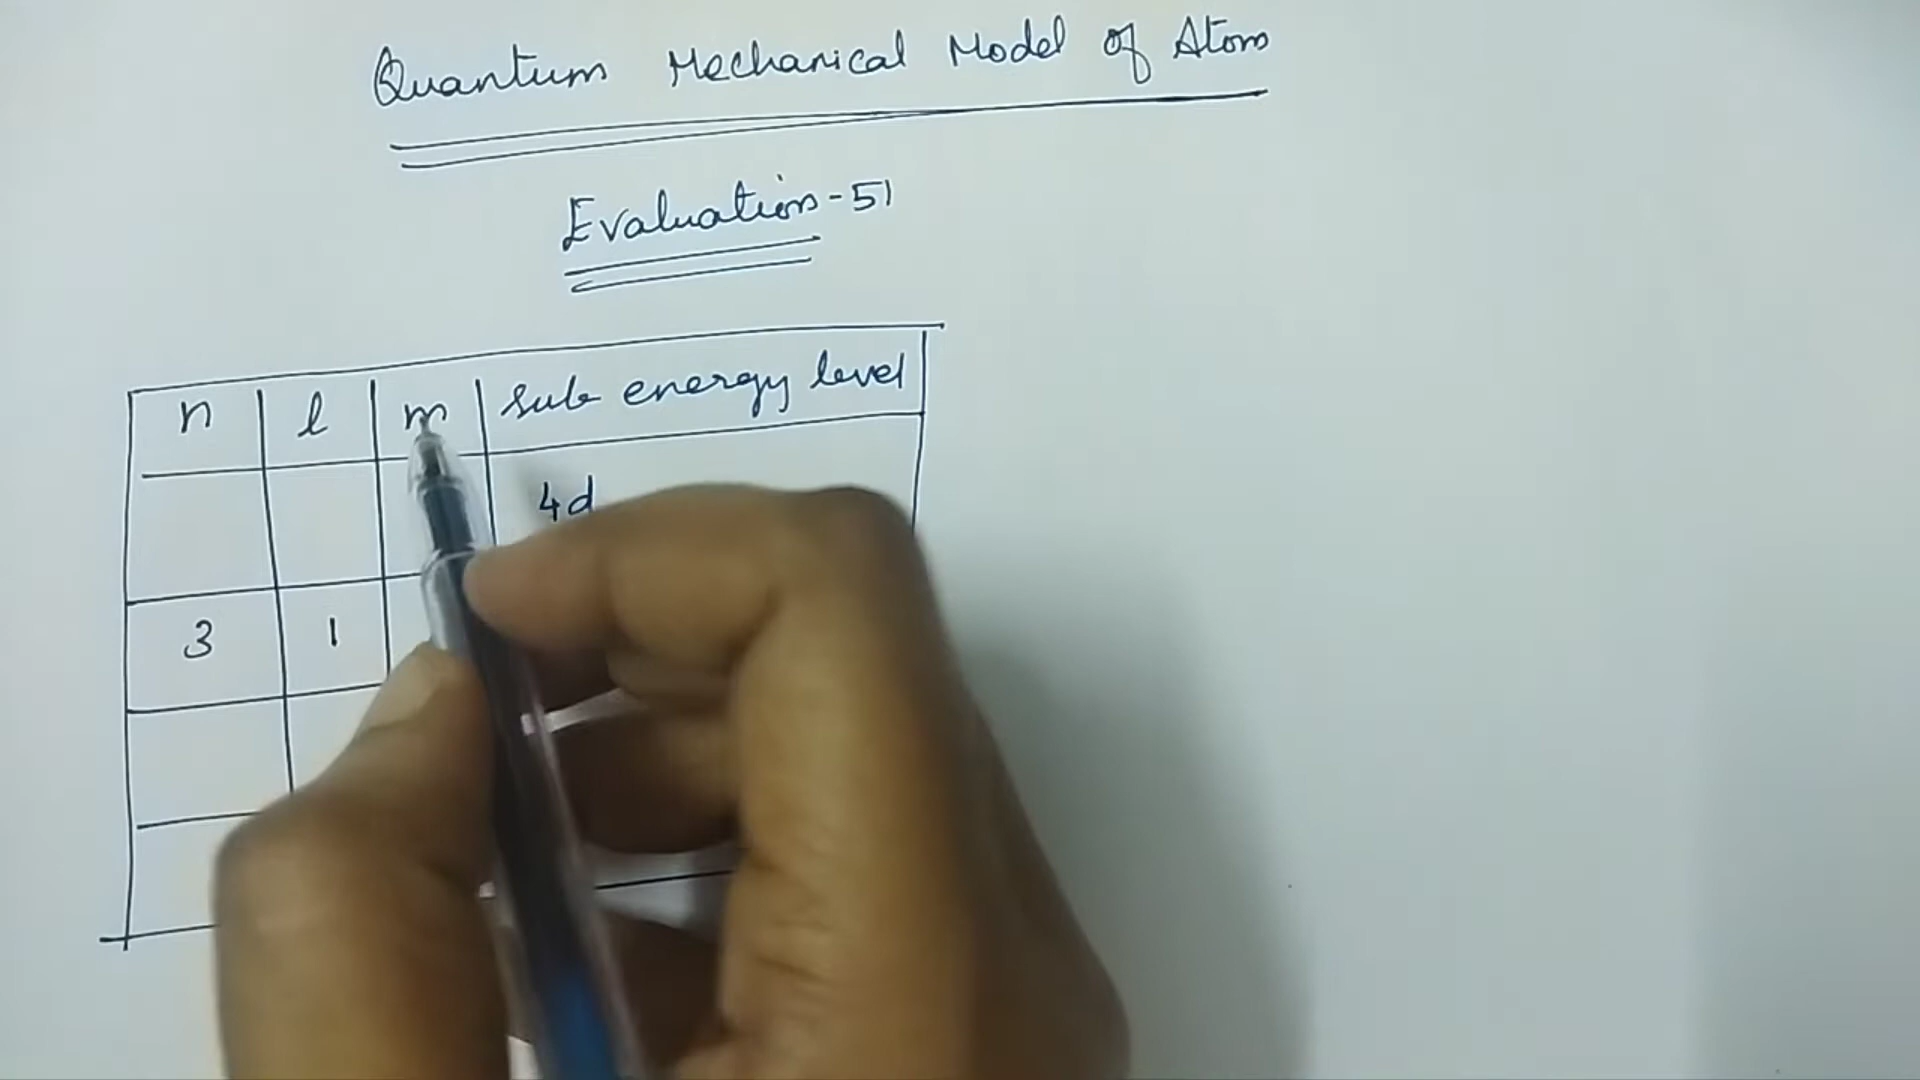 Quantum Mechanical Model of Atom
Evaluation-51
n l m sub energy level
4d
3 1